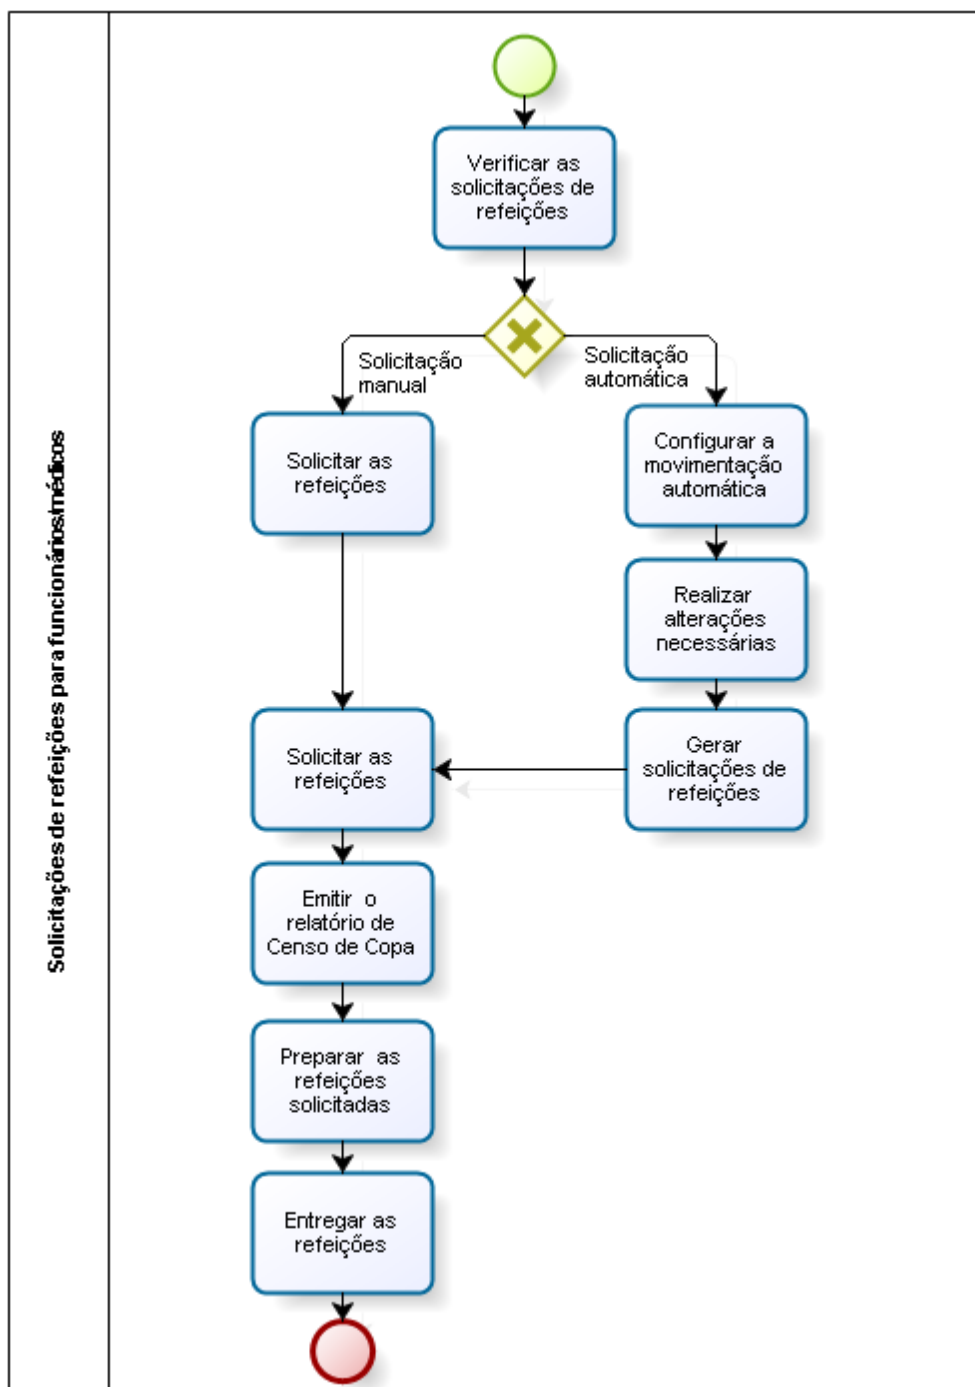 Solicitações de refeições para funcionários/médicos
Verificar as
solicitações de
refeições
Solicitação
manual
Solicitação
automática
Solicitar as
refeições
Configurar a
movimentação
automática
Realizar
alterações
necessárias
Solicitar as
refeições
Gerar
solicitações de
refeições
Emitir o
relatório de
Censo de Copa
Preparar as
refeições
solicitadas
Entregar as
refeições